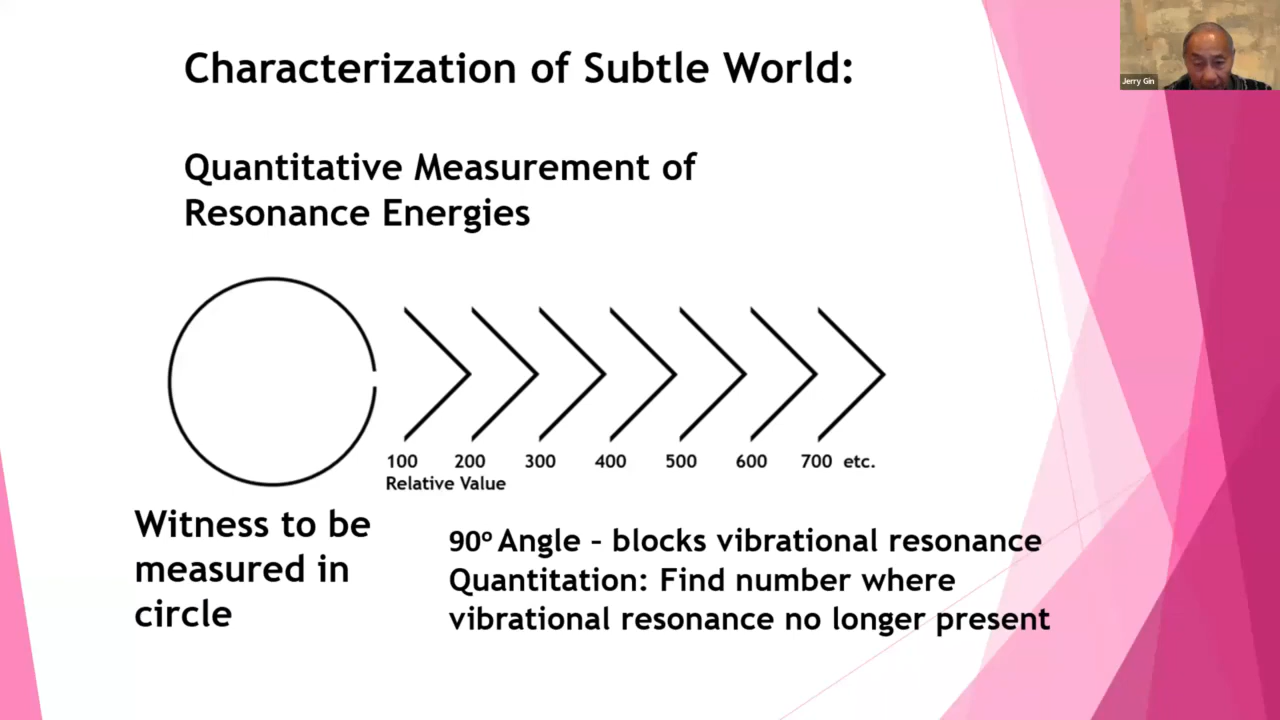 Characterization of Subtle World:
Jerry Gin
Quantitative Measurement of
Resonance Energies
100 200 300 400 500 600 700 etc.
Relative Value
Witness to be
measured in
circle
90º Angle – blocks vibrational resonance
Quantitation: Find number where
vibrational resonance no longer present